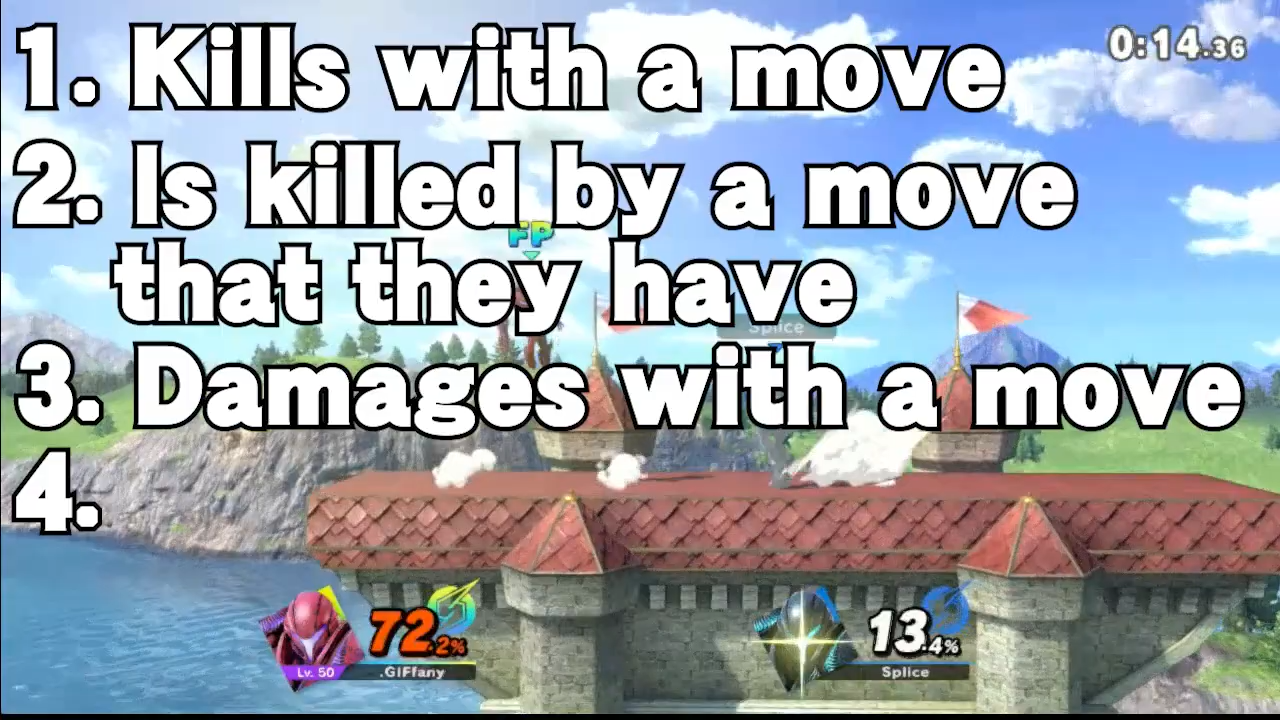 1. Kills with a move
0:14.36
2. Is killed by a move
FP
that they have
Splice
3. Damages with a move
4.
72.2%
13.4%
Lv. 50
.GIFfany
Splice